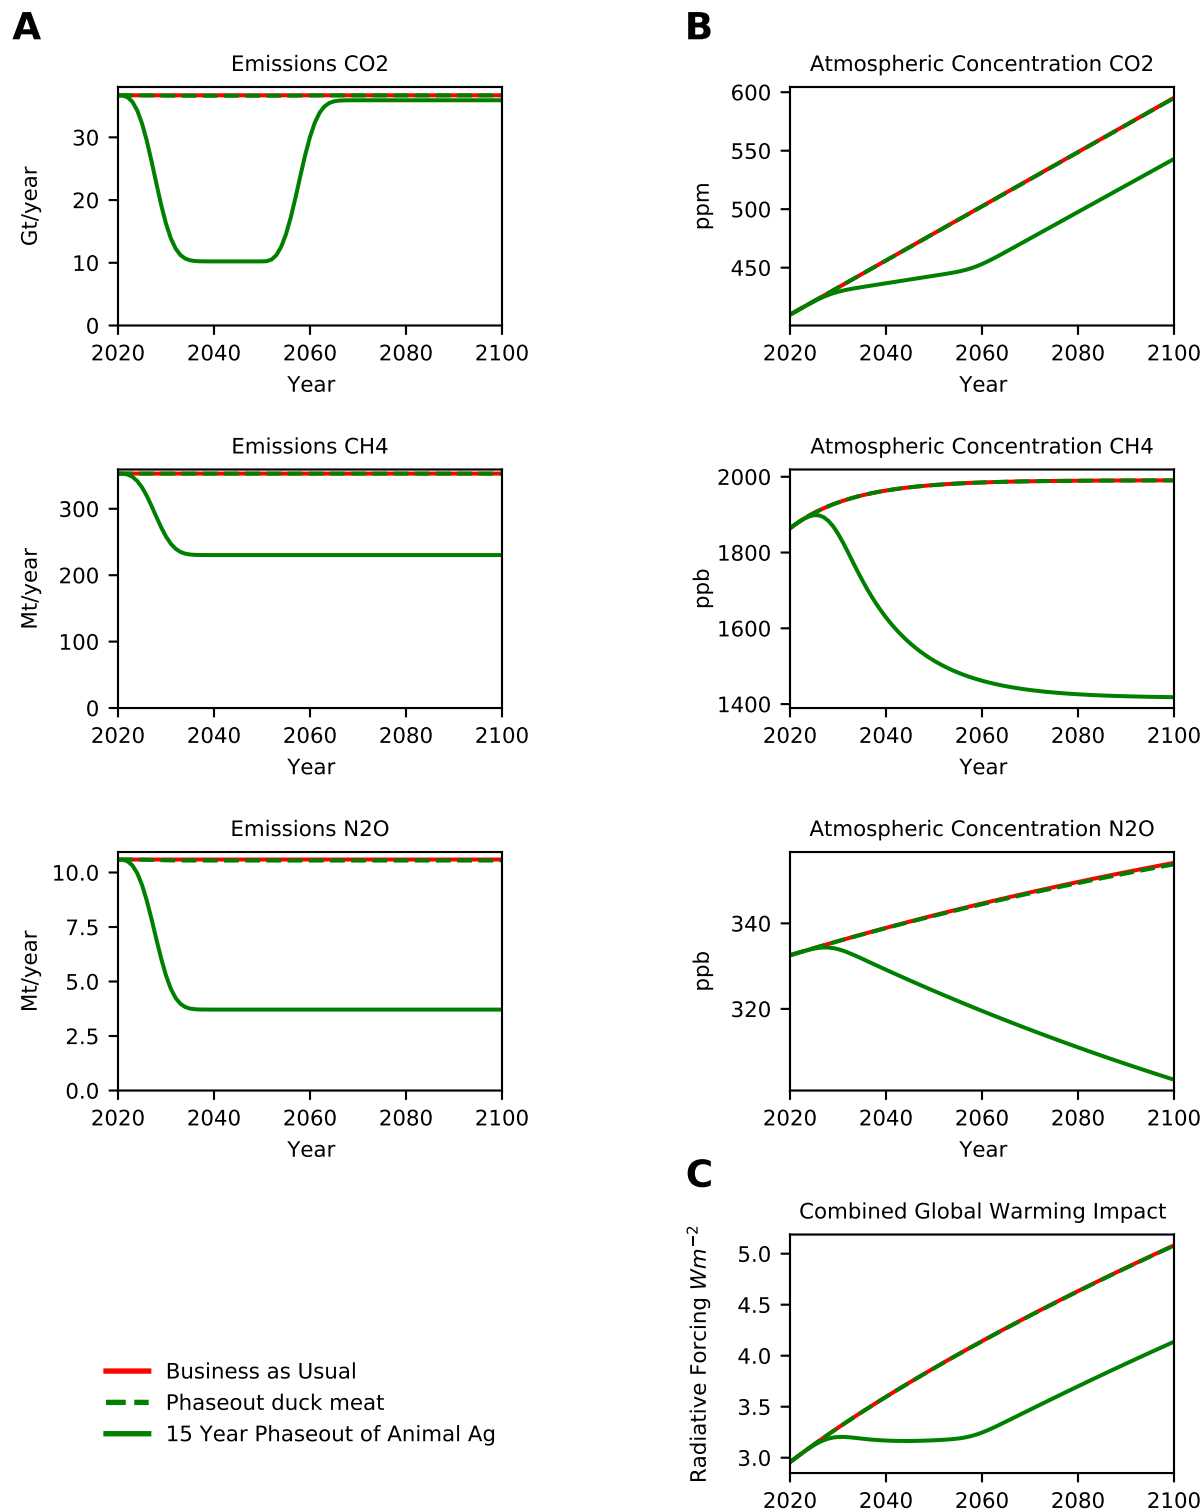 A
Emissions CO2
Gt/year
30
20
10
0
2020 2040 2060 2080 2100
Year
Emissions CH4
Mt/year
300
200
100
0
2020 2040 2060 2080 2100
Year
Emissions N2O
Mt/year
10.0
7.5
5.0
2.5
0.0
2020 2040 2060 2080 2100
Year
B
Atmospheric Concentration CO2
ppm
600
550
500
450
2020 2040 2060 2080 2100
Year
Atmospheric Concentration CH4
ppb
2000
1800
1600
1400
2020 2040 2060 2080 2100
Year
Atmospheric Concentration N2O
ppb
340
320
2020 2040 2060 2080 2100
Year
C
Combined Global Warming Impact
Radiative Forcing Wm⁻²
5.0
4.5
4.0
3.5
3.0
2020 2040 2060 2080 2100
Business as Usual
Phaseout duck meat
15 Year Phaseout of Animal Ag